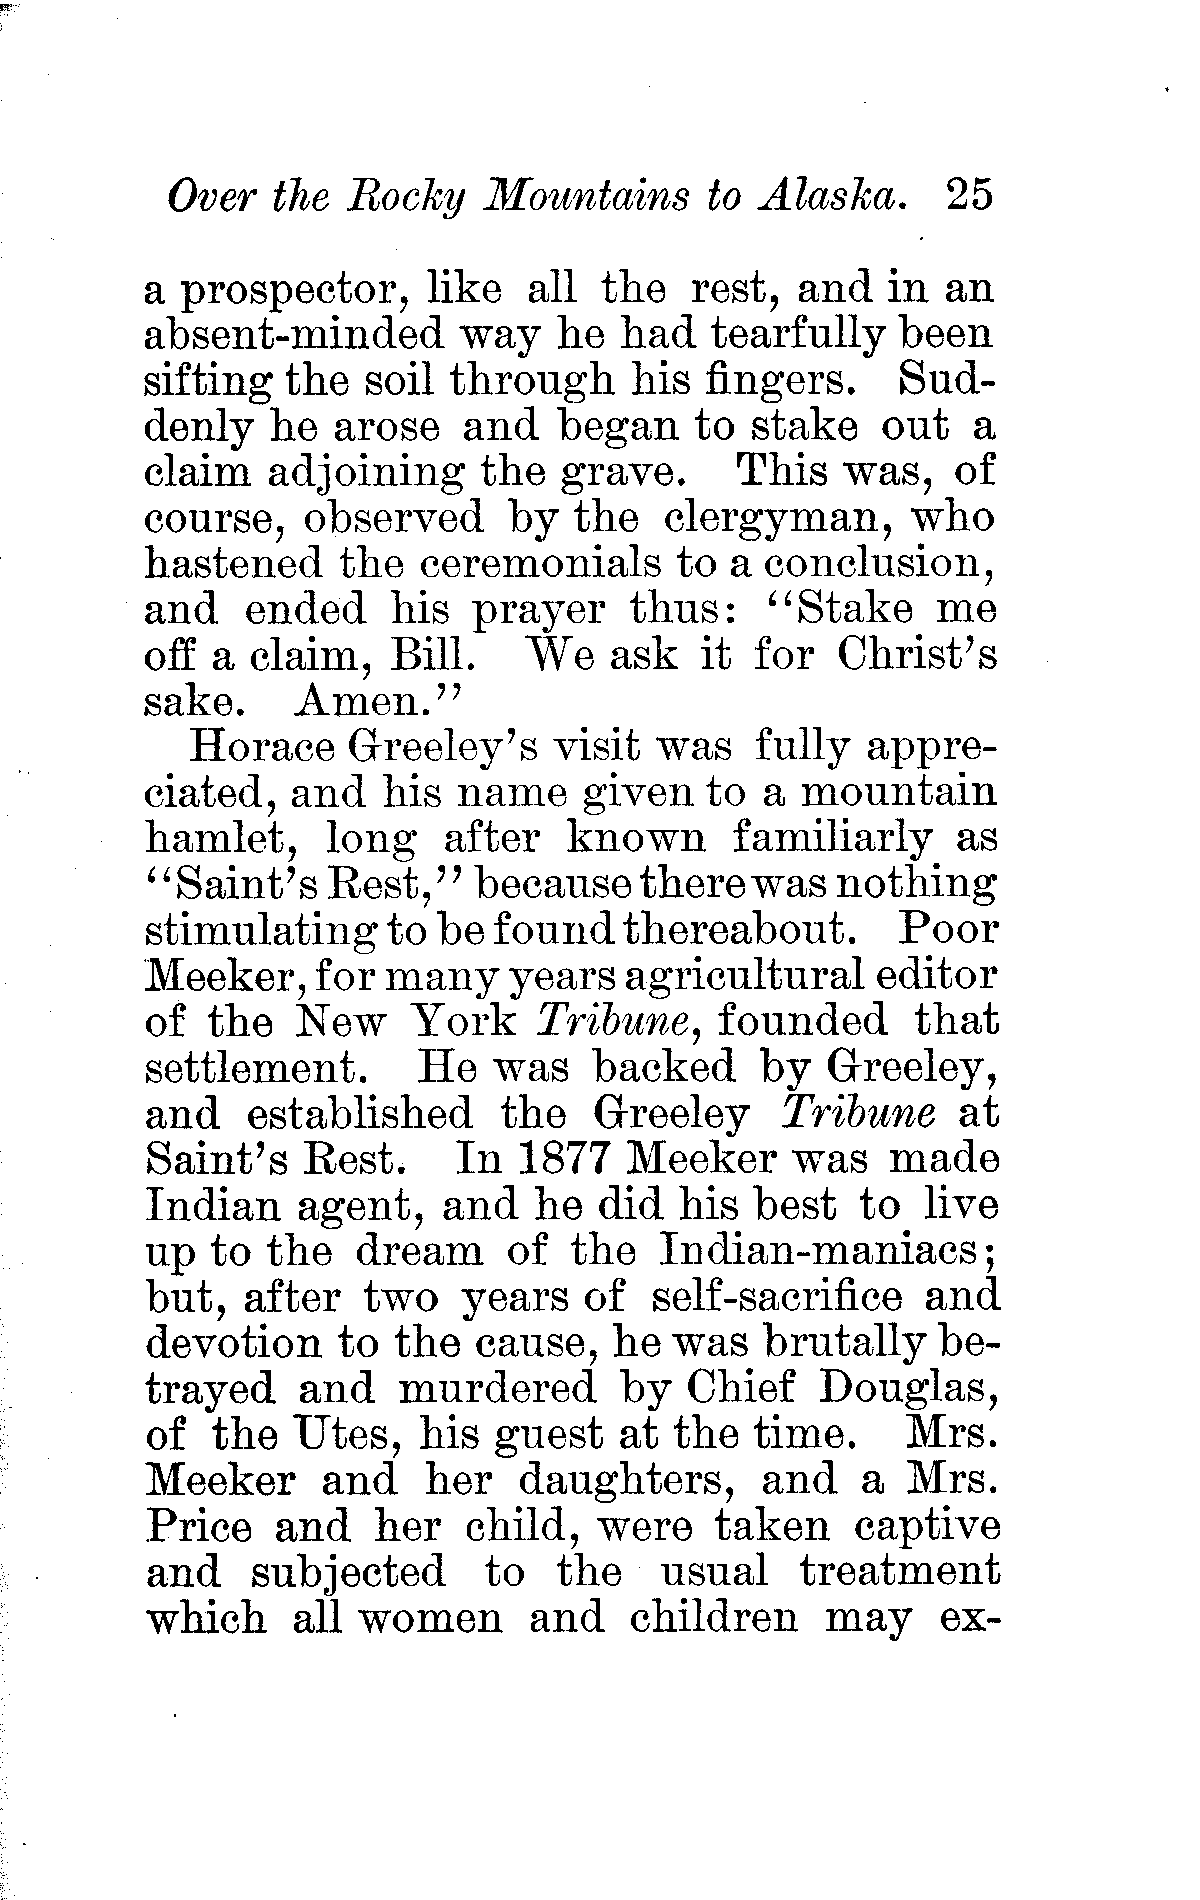 Over the Rocky Mountains to Alaska. 25
a prospector, like all the rest, and in an
absent-minded way he had tearfully been
sifting the soil through his fingers. Sud-
denly he arose and began to stake out a
claim adjoining the grave. This was, of
course, observed by the clergyman, who
hastened the ceremonials to a conclusion,
and ended his prayer thus: “Stake me
off a claim, Bill. We ask it for Christ’s
sake. Amen.”
Horace Greeley’s visit was fully appre-
ciated, and his name given to a mountain
hamlet, long after known familiarly as
“Saint’s Rest,” because there was nothing
stimulating to be found thereabout. Poor
Meeker, for many years agricultural editor
of the New York Tribune, founded that
settlement. He was backed by Greeley,
and established the Greeley Tribune at
Saint’s Rest. In 1877 Meeker was made
Indian agent, and he did his best to live
up to the dream of the Indian-maniacs;
but, after two years of self-sacrifice and
devotion to the cause, he was brutally be-
trayed and murdered by Chief Douglas,
of the Utes, his guest at the time. Mrs.
Meeker and her daughters, and a Mrs.
Price and her child, were taken captive
and subjected to the usual treatment
which all women and children may ex-